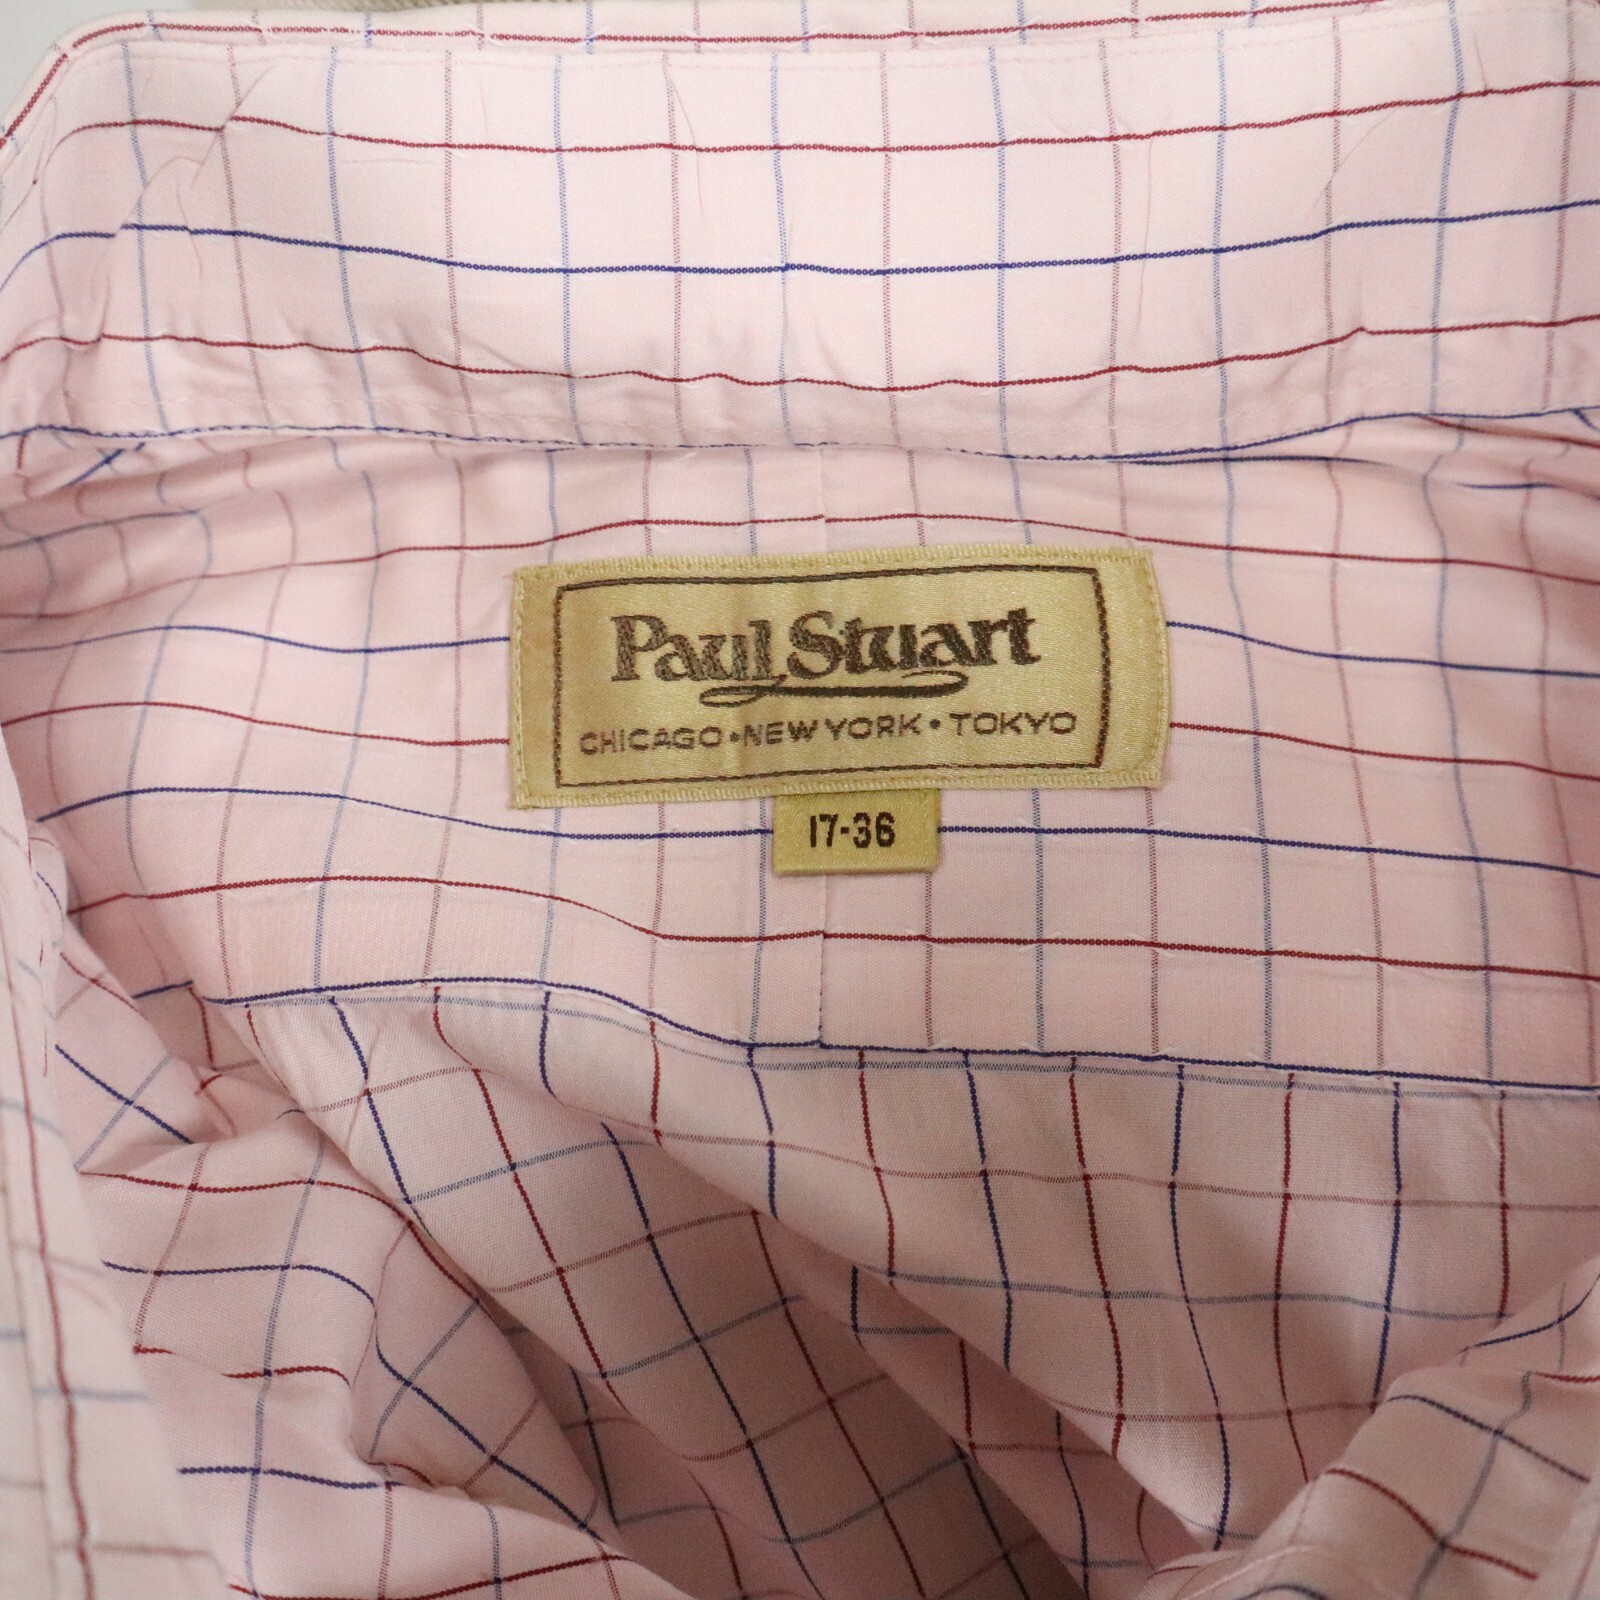 Paul Stuart
CHICAGO • NEW YORK • TOKYO
17-36